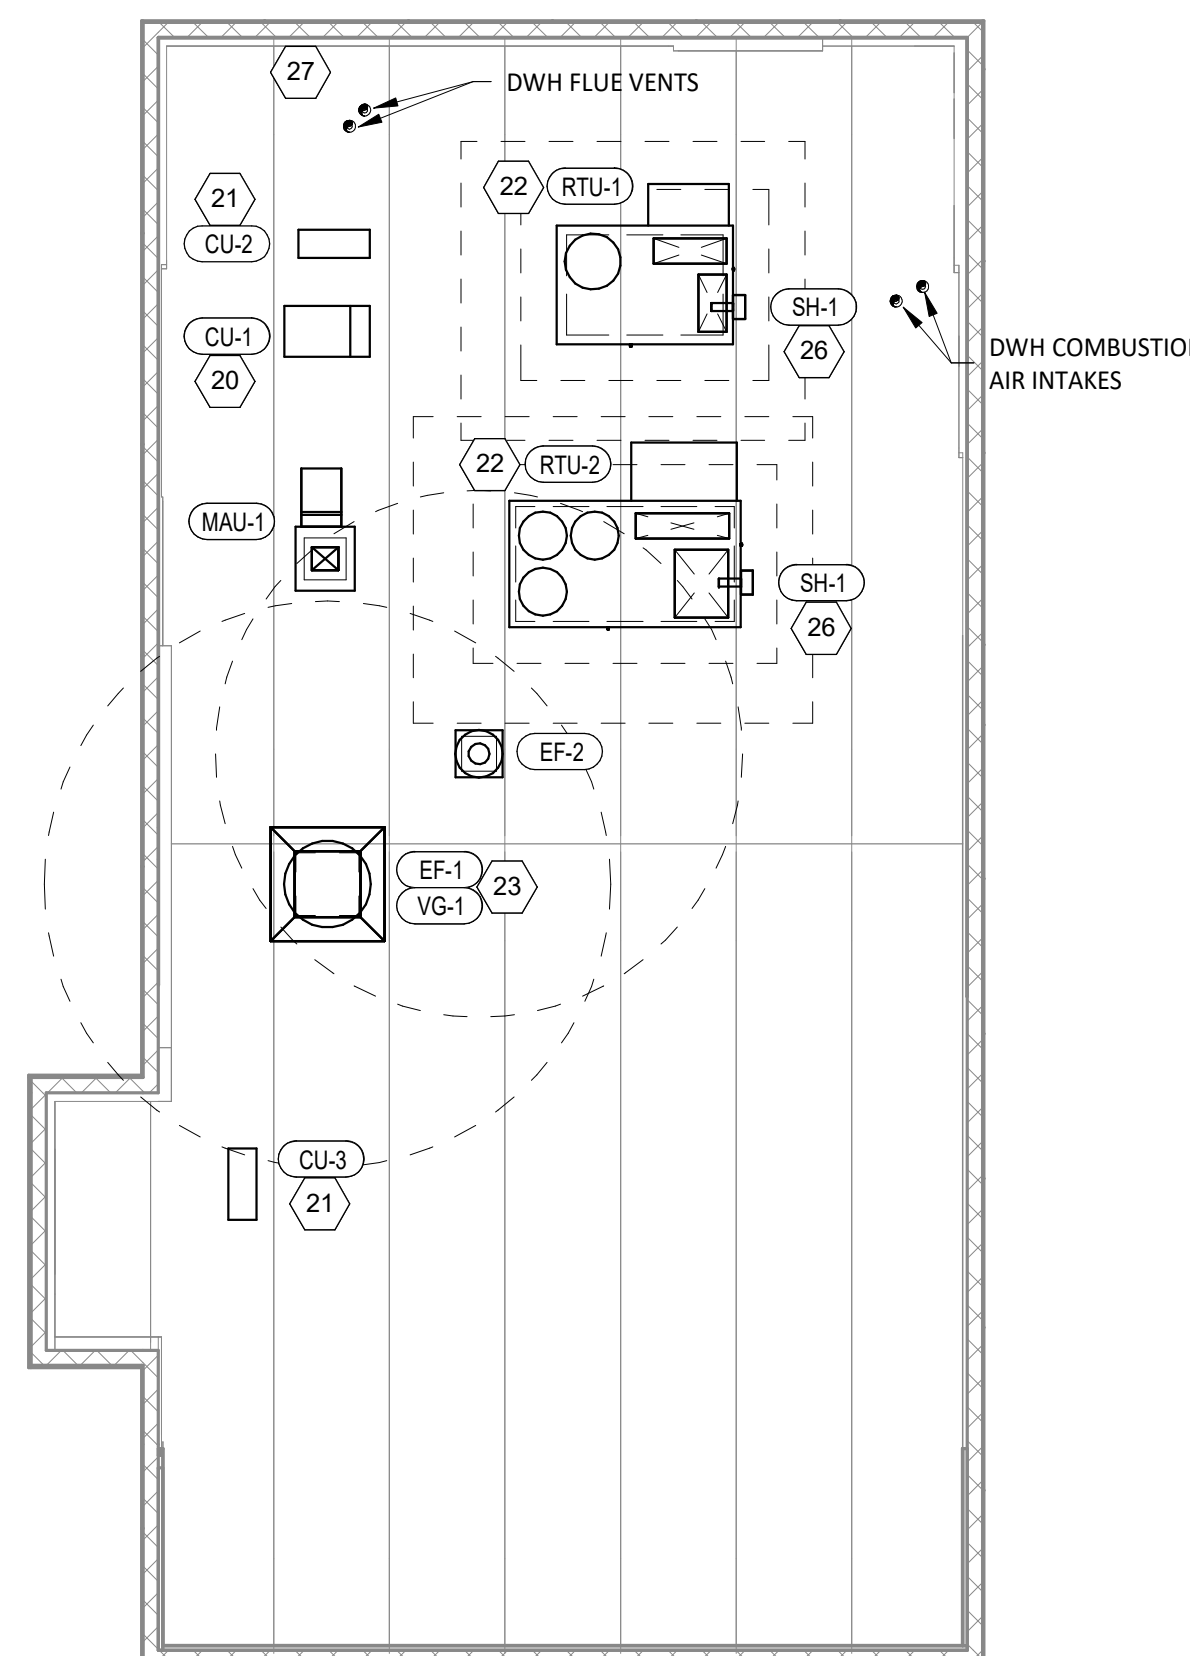 27
DWH FLUE VENTS
22
RTU-1
21
CU-2
SH-1
26
CU-1
20
DWH COMBUSTIO
AIR INTAKES
22
RTU-2
MAU-1
SH-1
26
EF-2
EF-1
23
VG-1
CU-3
21